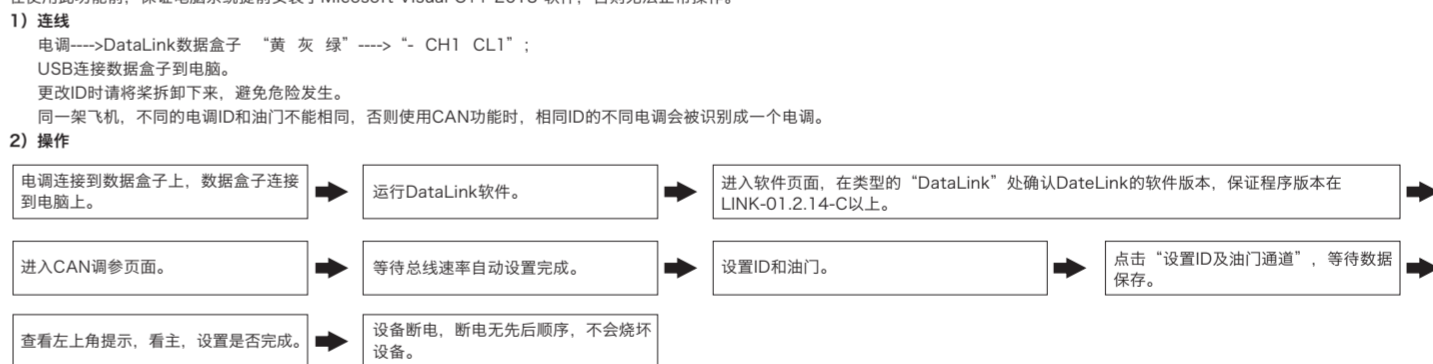 1）连线
电调---->DataLink数据盒子 “黄 灰 绿”---->“- CH1 CL1”；
USB连接数据盒子到电脑。
更改ID时请将桨拆卸下来，避免危险发生。
同一架飞机，不同的电调ID和油门不能相同，否则使用CAN功能时，相同ID的不同电调会被识别成一个电调。
2）操作
电调连接到数据盒子上，数据盒子连接
到电脑上。
运行DataLink软件。
进入软件页面，在类型的“DataLink”处确认DateLink的软件版本，保证程序版本在
LINK-01.2.14-C以上。
进入CAN调参页面。
等待总线速率自动设置完成。
设置ID和油门。
点击“设置ID及油门通道”，等待数据
保存。
查看左上角提示，看主，设置是否完成。
设备断电，断电无先后顺序，不会烧坏
设备。